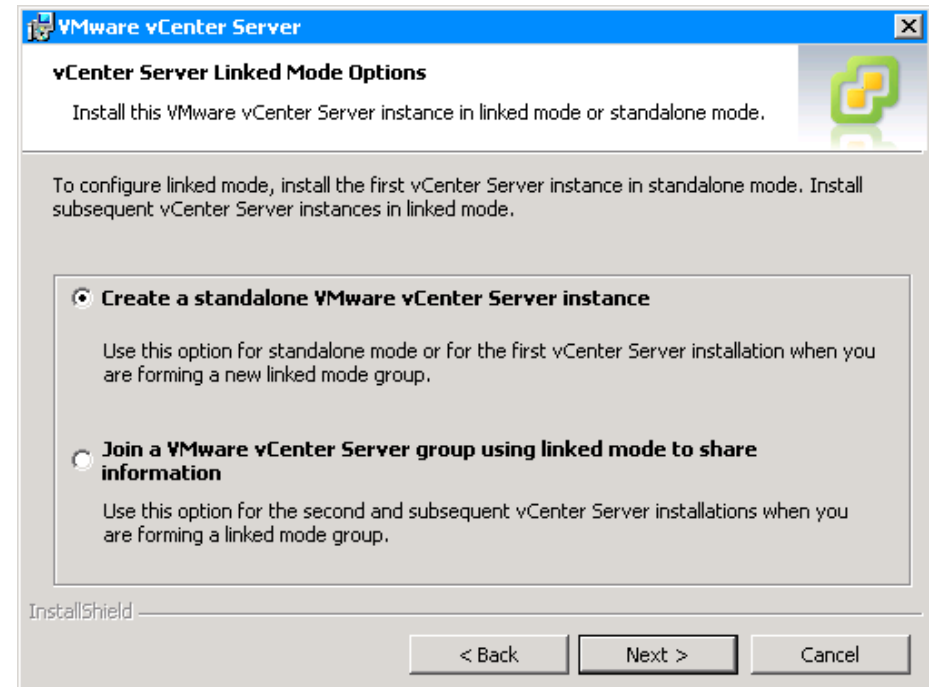 VMware vCenter Server
vCenter Server Linked Mode Options
Install this VMware vCenter Server instance in linked mode or standalone mode.
To configure linked mode, install the first vCenter Server instance in standalone mode. Install
subsequent vCenter Server instances in linked mode.
Create a standalone VMware vCenter Server instance
Use this option for standalone mode or for the first vCenter Server installation when you
are forming a new linked mode group.
Join a VMware vCenter Server group using linked mode to share
information
Use this option for the second and subsequent vCenter Server installations when you
are forming a linked mode group.
InstallShield
< Back Next > Cancel